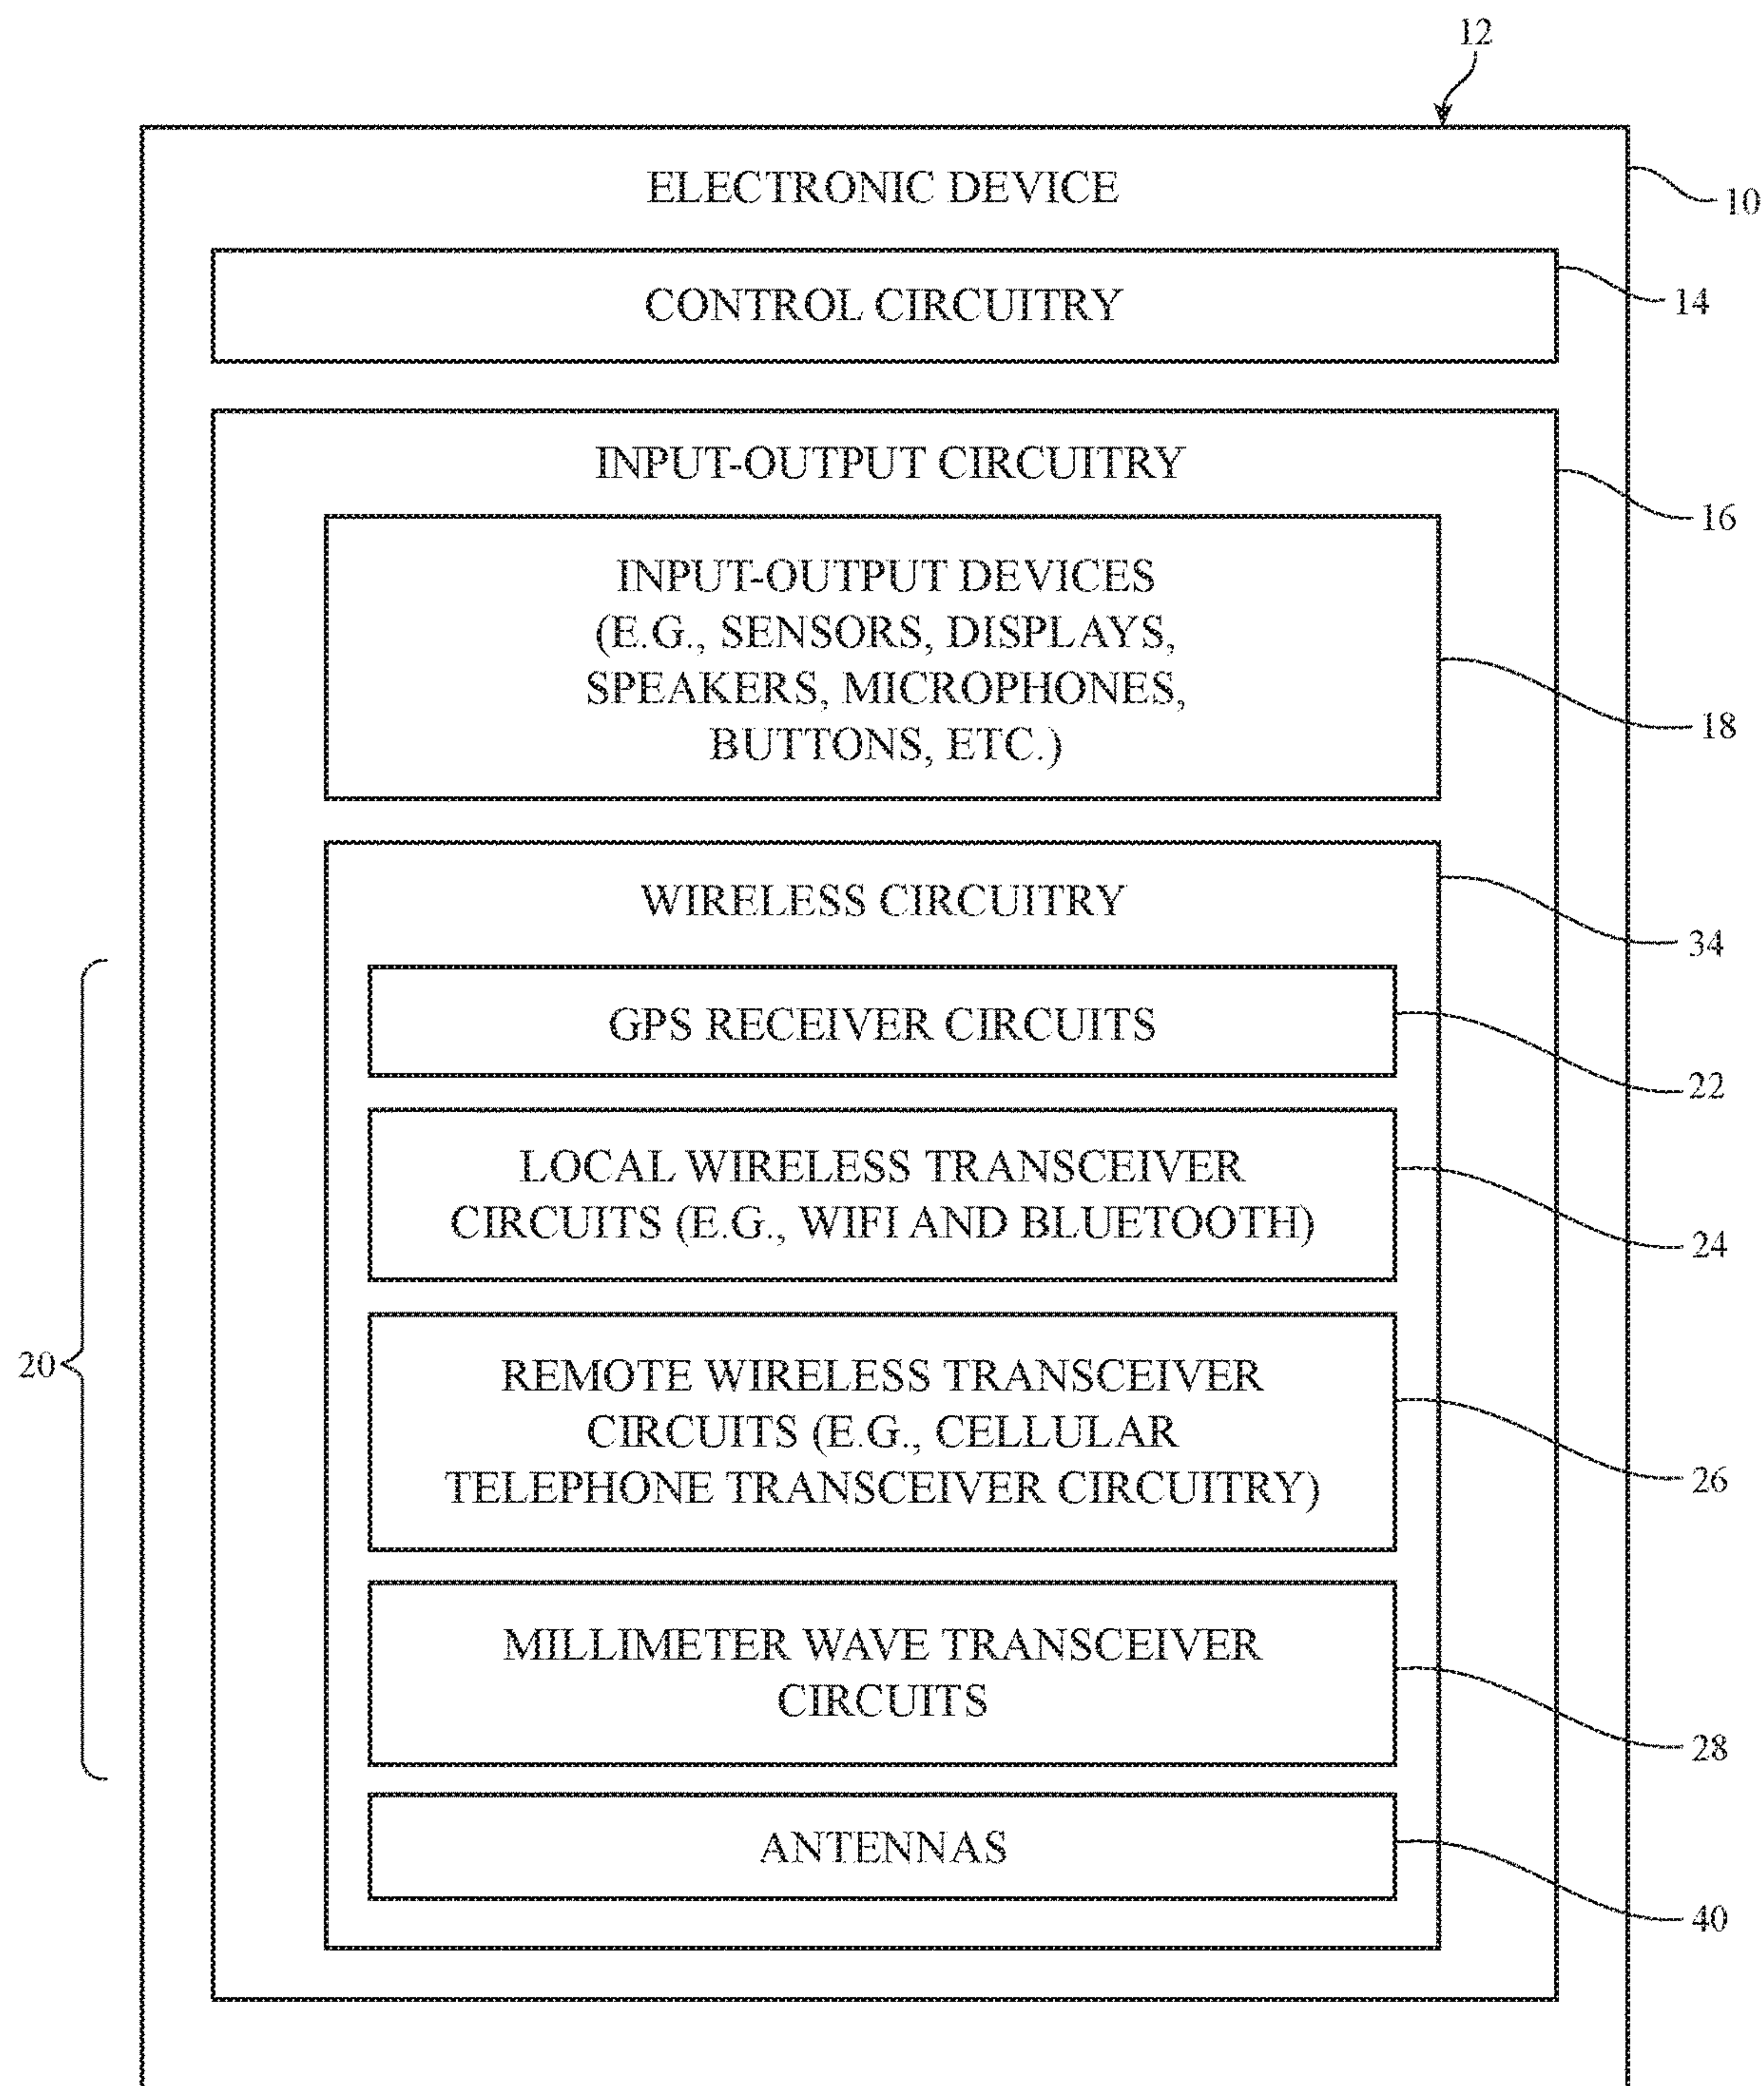 12
ELECTRONIC DEVICE
10
CONTROL CIRCUITRY
14
INPUT-OUTPUT CIRCUITRY
16
INPUT-OUTPUT DEVICES
(E.G., SENSORS, DISPLAYS,
SPEAKERS, MICROPHONES,
BUTTONS, ETC.)
18
WIRELESS CIRCUITRY
34
GPS RECEIVER CIRCUITS
22
LOCAL WIRELESS TRANSCEIVER
CIRCUITS (E.G., WIFI AND BLUETOOTH)
24
20
REMOTE WIRELESS TRANSCEIVER
CIRCUITS (E.G., CELLULAR
TELEPHONE TRANSCEIVER CIRCUITRY)
26
MILLIMETER WAVE TRANSCEIVER
CIRCUITS
28
ANTENNAS
40